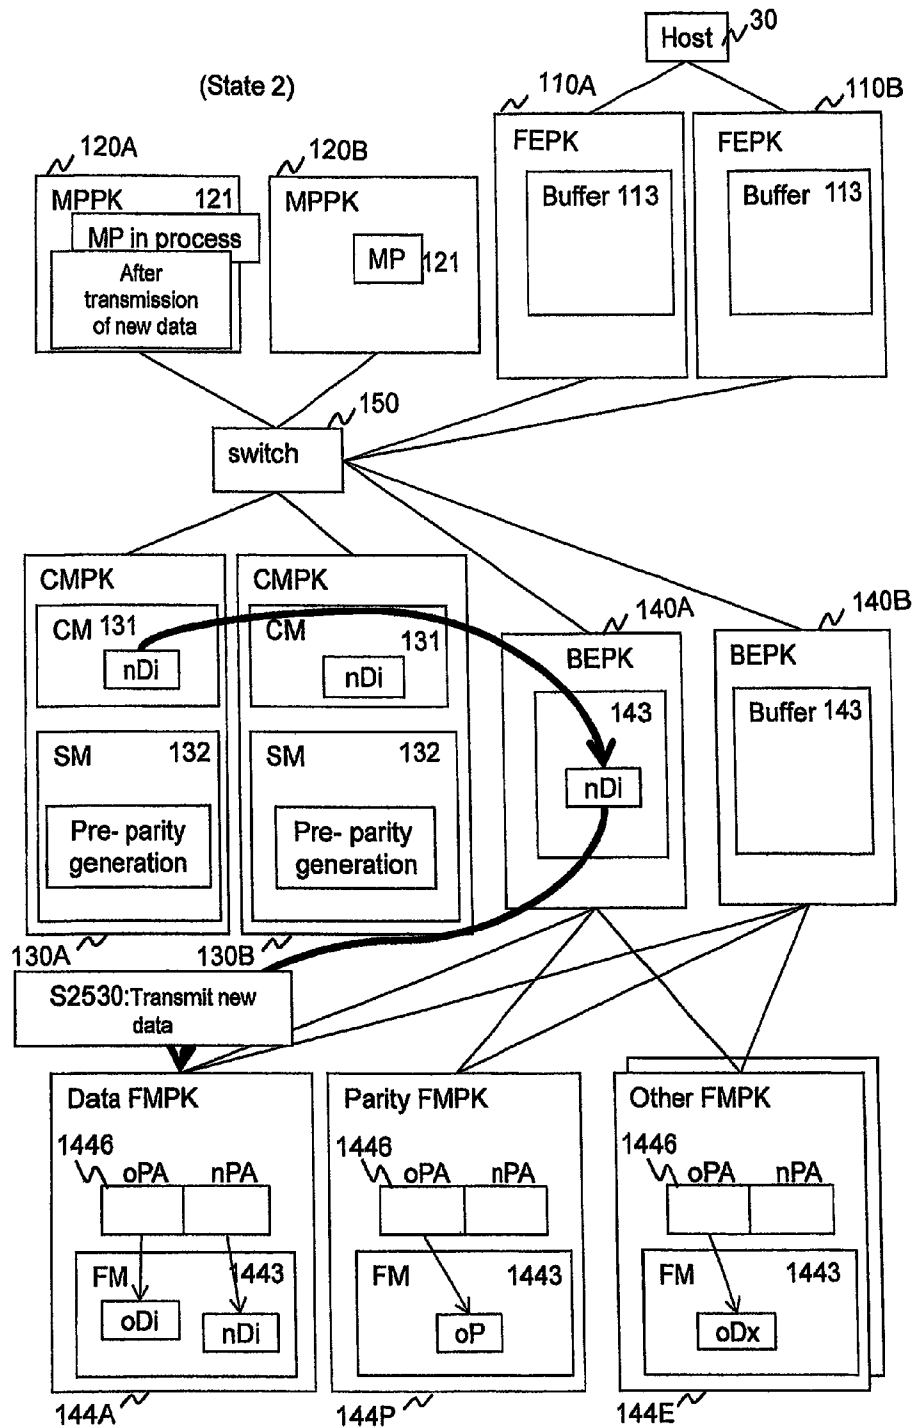 Host
30
(State 2)
110A
110B
120A
120B
FEPK
FEPK
MPPK
121
MPPK
Buffer 113
Buffer 113
MP in process
MP
121
After
transmission
of new data
150
switch
CMPK
CMPK
140A
140B
CM 131
CM
131
BEPK
BEPK
nDi
nDi
143
Buffer 143
SM
132
SM
132
nDi
Pre- parity
generation
Pre- parity
generation
130A
130B
S2530:Transmit new
data
Data FMPK
Parity FMPK
Other FMPK
1446
oPA
nPA
1446
oPA
nPA
1446
oPA
nPA
FM
1443
FM
1443
FM
1443
oDi
nDi
oP
oDx
144A
144P
144E